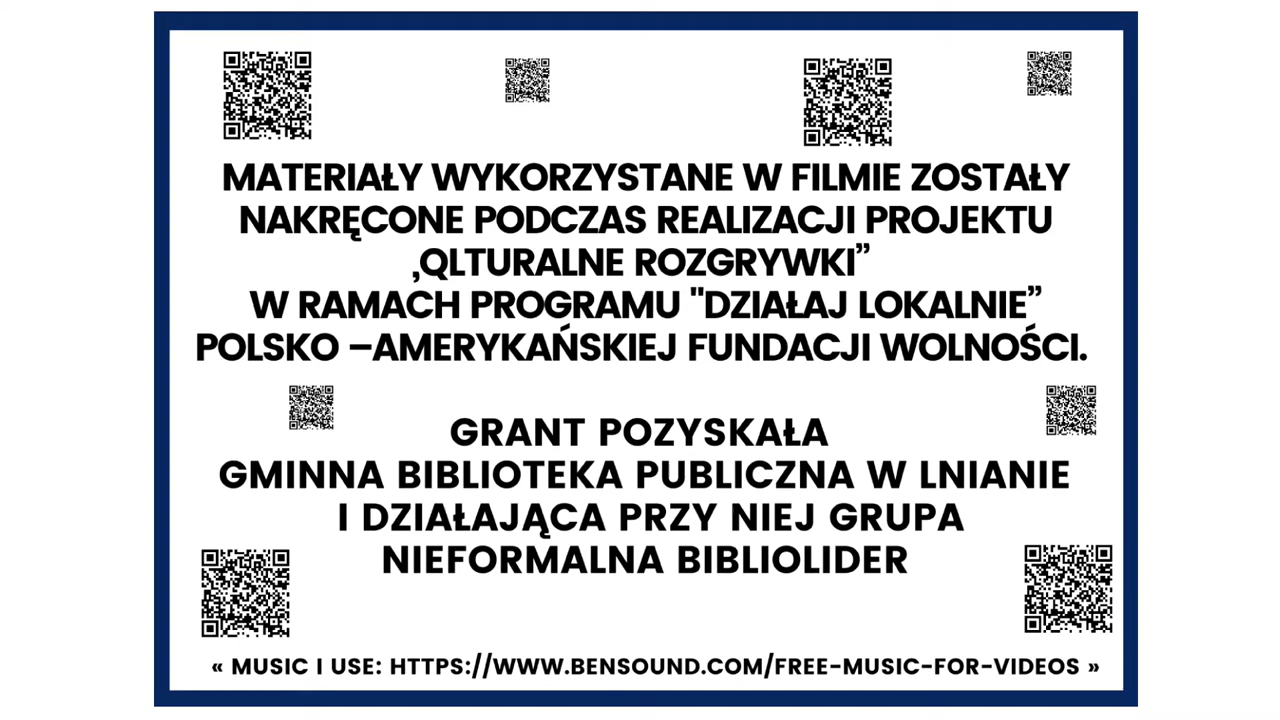 MATERIAŁY WYKORZYSTANE W FILMIE ZOSTAŁY
NAKRĘCONE PODCZAS REALIZACJI PROJEKTU
‚QLTURALNE ROZGRYWKI”
W RAMACH PROGRAMU "DZIAŁAJ LOKALNIE”
POLSKO –AMERYKAŃSKIEJ FUNDACJI WOLNOŚCI.
GRANT POZYSKAŁA
GMINNA BIBLIOTEKA PUBLICZNA W LNIANIE
I DZIAŁAJĄCA PRZY NIEJ GRUPA
NIEFORMALNA BIBLIOLIDER
« MUSIC I USE: HTTPS://WWW.BENSOUND.COM/FREE-MUSIC-FOR-VIDEOS »